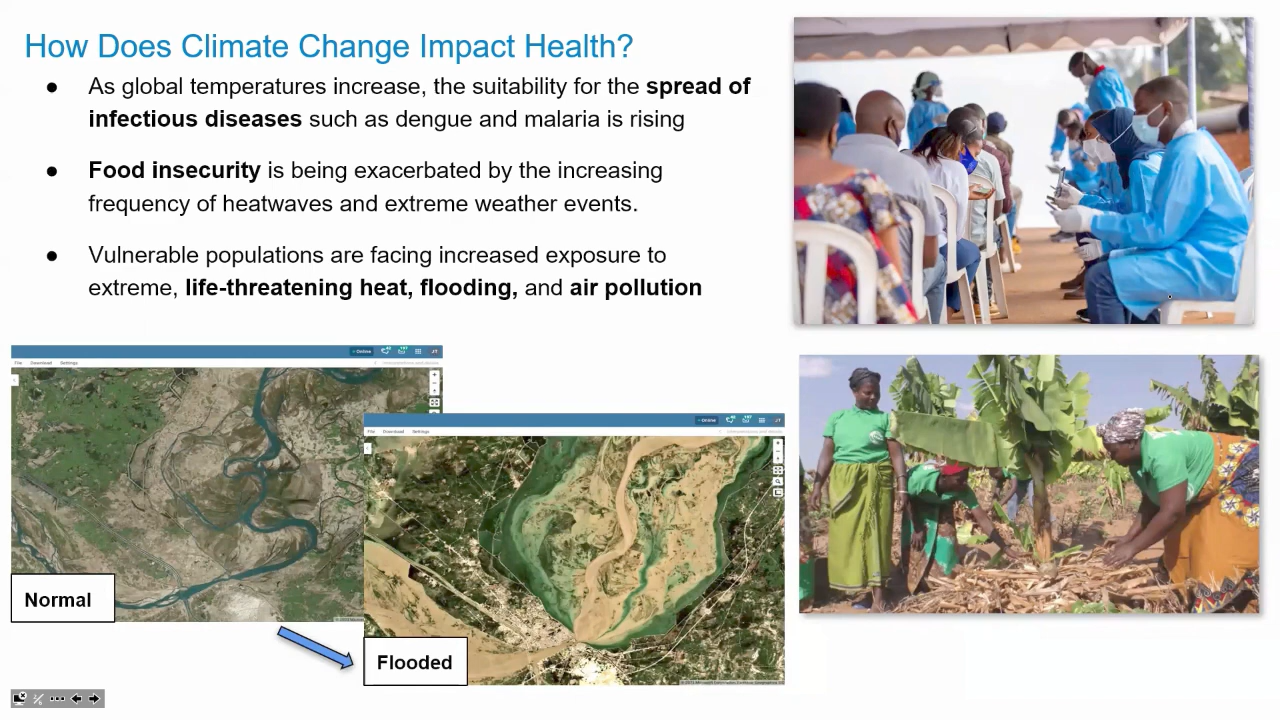 How Does Climate Change Impact Health?
● As global temperatures increase, the suitability for the spread of
infectious diseases such as dengue and malaria is rising
● Food insecurity is being exacerbated by the increasing
frequency of heatwaves and extreme weather events.
● Vulnerable populations are facing increased exposure to
extreme, life-threatening heat, flooding, and air pollution
Online
JT
File Download Settings
Normal
Online
JT
File Download Settings
Flooded